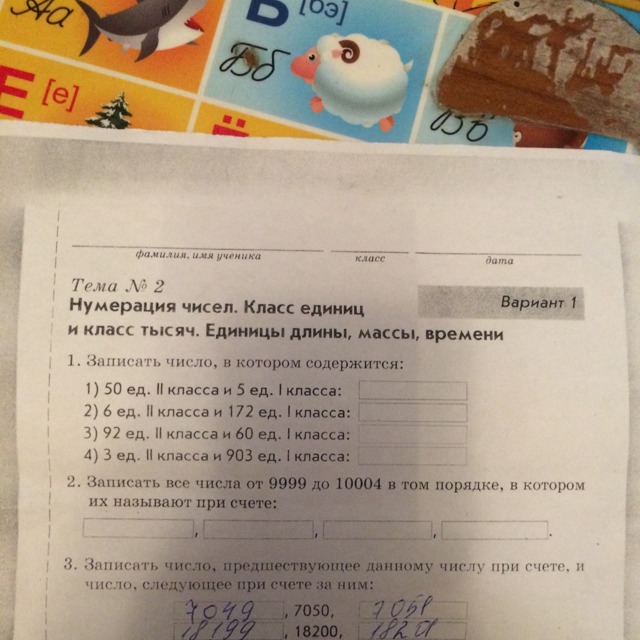 Аа
Б [бэ]
Бб
Е [е]
Ё
фамилия, имя ученика класс дата
Тема № 2
Вариант 1
Нумерация чисел. Класс единиц
и класс тысяч. Единицы длины, массы, времени
1. Записать число, в котором содержится:
1) 50 ед. II класса и 5 ед. I класса:
2) 6 ед. II класса и 172 ед. I класса:
3) 92 ед. II класса и 60 ед. I класса:
4) 3 ед. II класса и 903 ед. I класса:
2. Записать все числа от 9999 до 10004 в том порядке, в котором
их называют при счете:
, , , .
3. Записать число, предшествующее данному числу при счете, и
число, следующее при счете за ним:
7049 , 7050, 7051
18199 , 18200, 18201